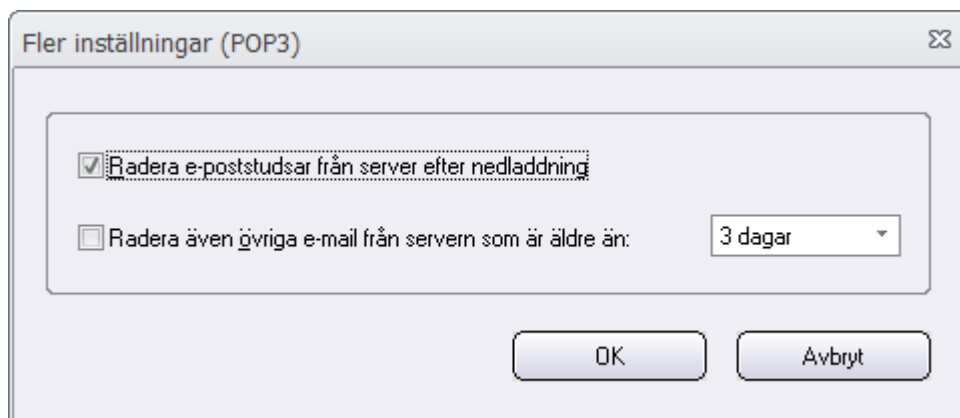 Fler inställningar (POP3)
Radera e-poststudsar från server efter nedladdning
Radera även övriga e-mail från servern som är äldre än:
3 dagar
OK
Avbryt